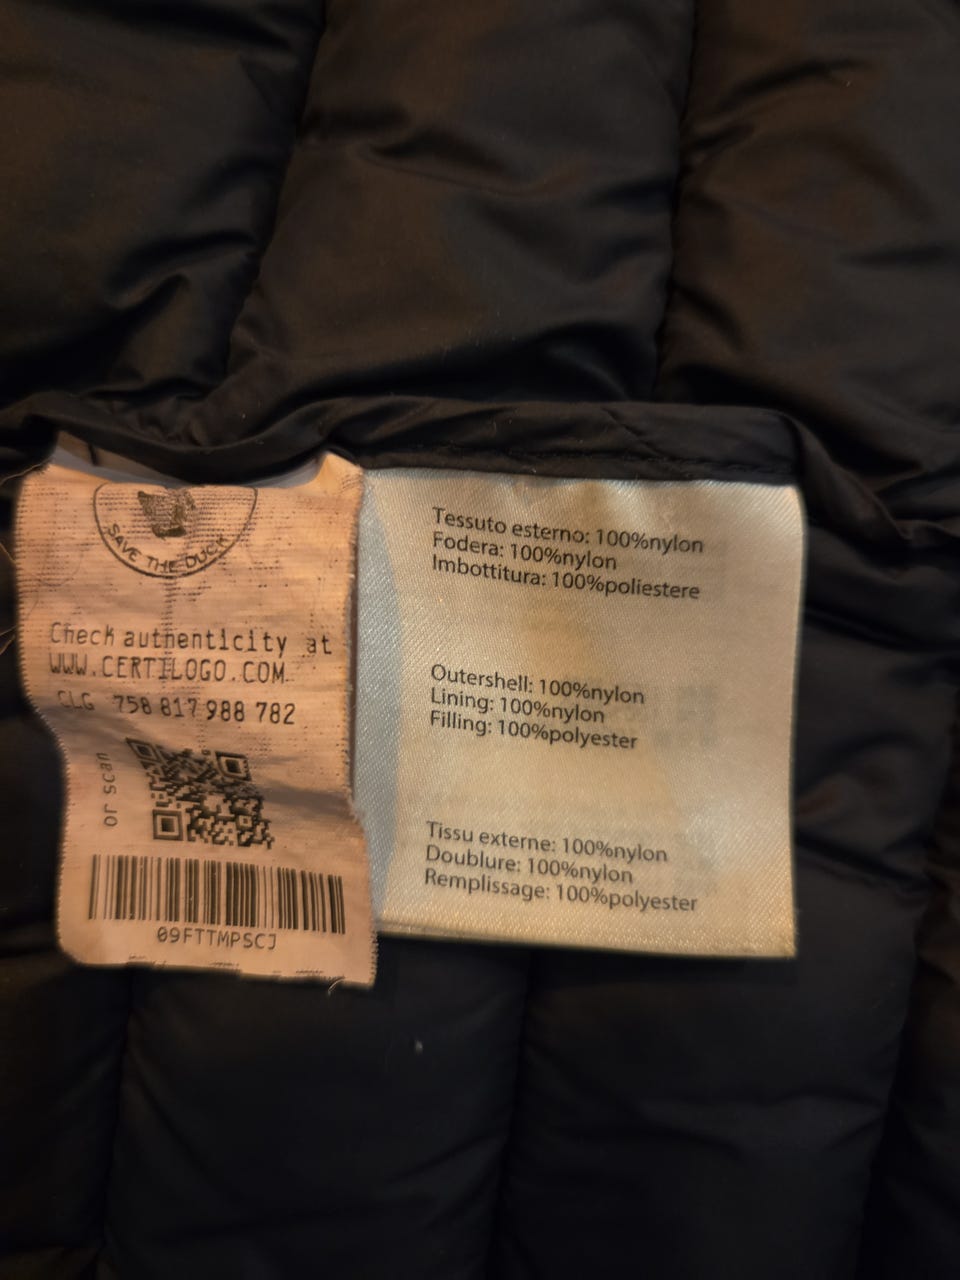 SAVE THE DUCK
Check authenticity at
WWW.CERTILOGO.COM
CLG 758 817 988 782
or scan
09FTTMPSCJ
Tessuto esterno: 100%nylon
Fodera: 100%nylon
Imbottitura: 100%poliestere
Outershell: 100%nylon
Lining: 100%nylon
Filling: 100%polyester
Tissu externe: 100%nylon
Doublure: 100%nylon
Remplissage: 100%polyester